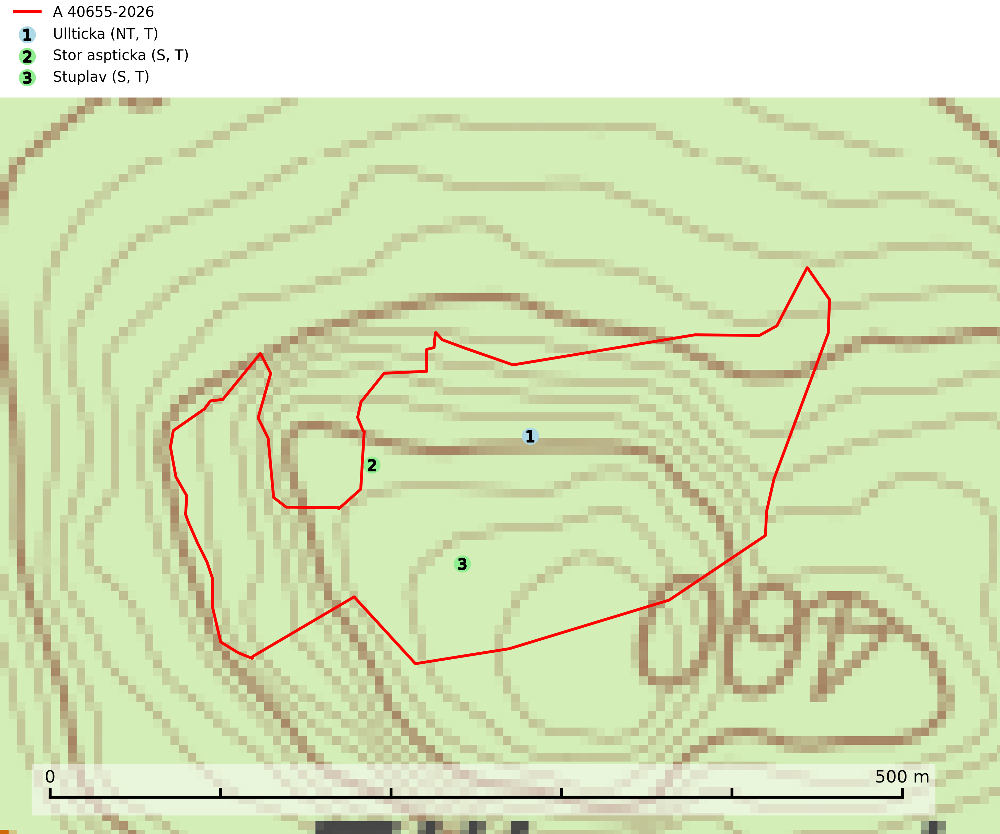 A 40655-2026
1 Ullticka (NT, T)
2 Stor aspticka (S, T)
3 Stuplav (S, T)
1
2
3
0 500 m